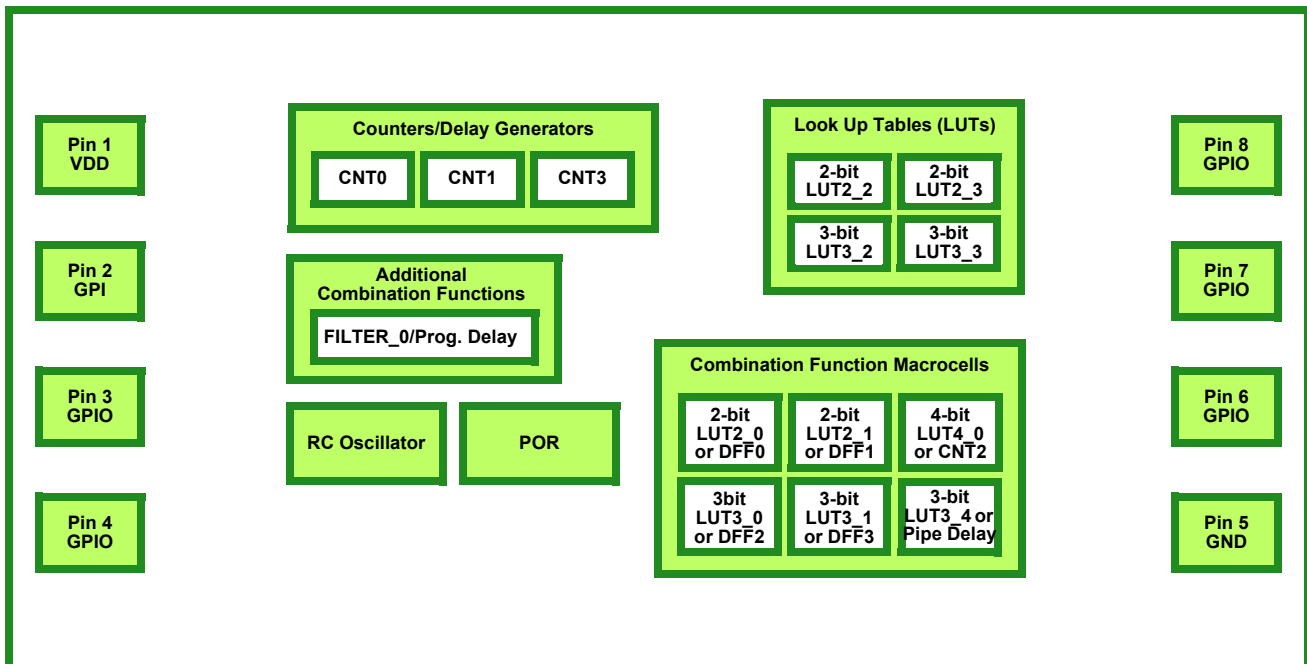 Pin 1
VDD
Pin 2
GPI
Pin 3
GPIO
Pin 4
GPIO
Counters/Delay Generators
CNT0
CNT1
CNT3
Additional
Combination Functions
FILTER_0/Prog. Delay
RC Oscillator
POR
Look Up Tables (LUTs)
2-bit
LUT2_2
2-bit
LUT2_3
3-bit
LUT3_2
3-bit
LUT3_3
Combination Function Macrocells
2-bit
LUT2_0
or DFF0
2-bit
LUT2_1
or DFF1
4-bit
LUT4_0
or CNT2
3bit
LUT3_0
or DFF2
3-bit
LUT3_1
or DFF3
3-bit
LUT3_4 or
Pipe Delay
Pin 8
GPIO
Pin 7
GPIO
Pin 6
GPIO
Pin 5
GND